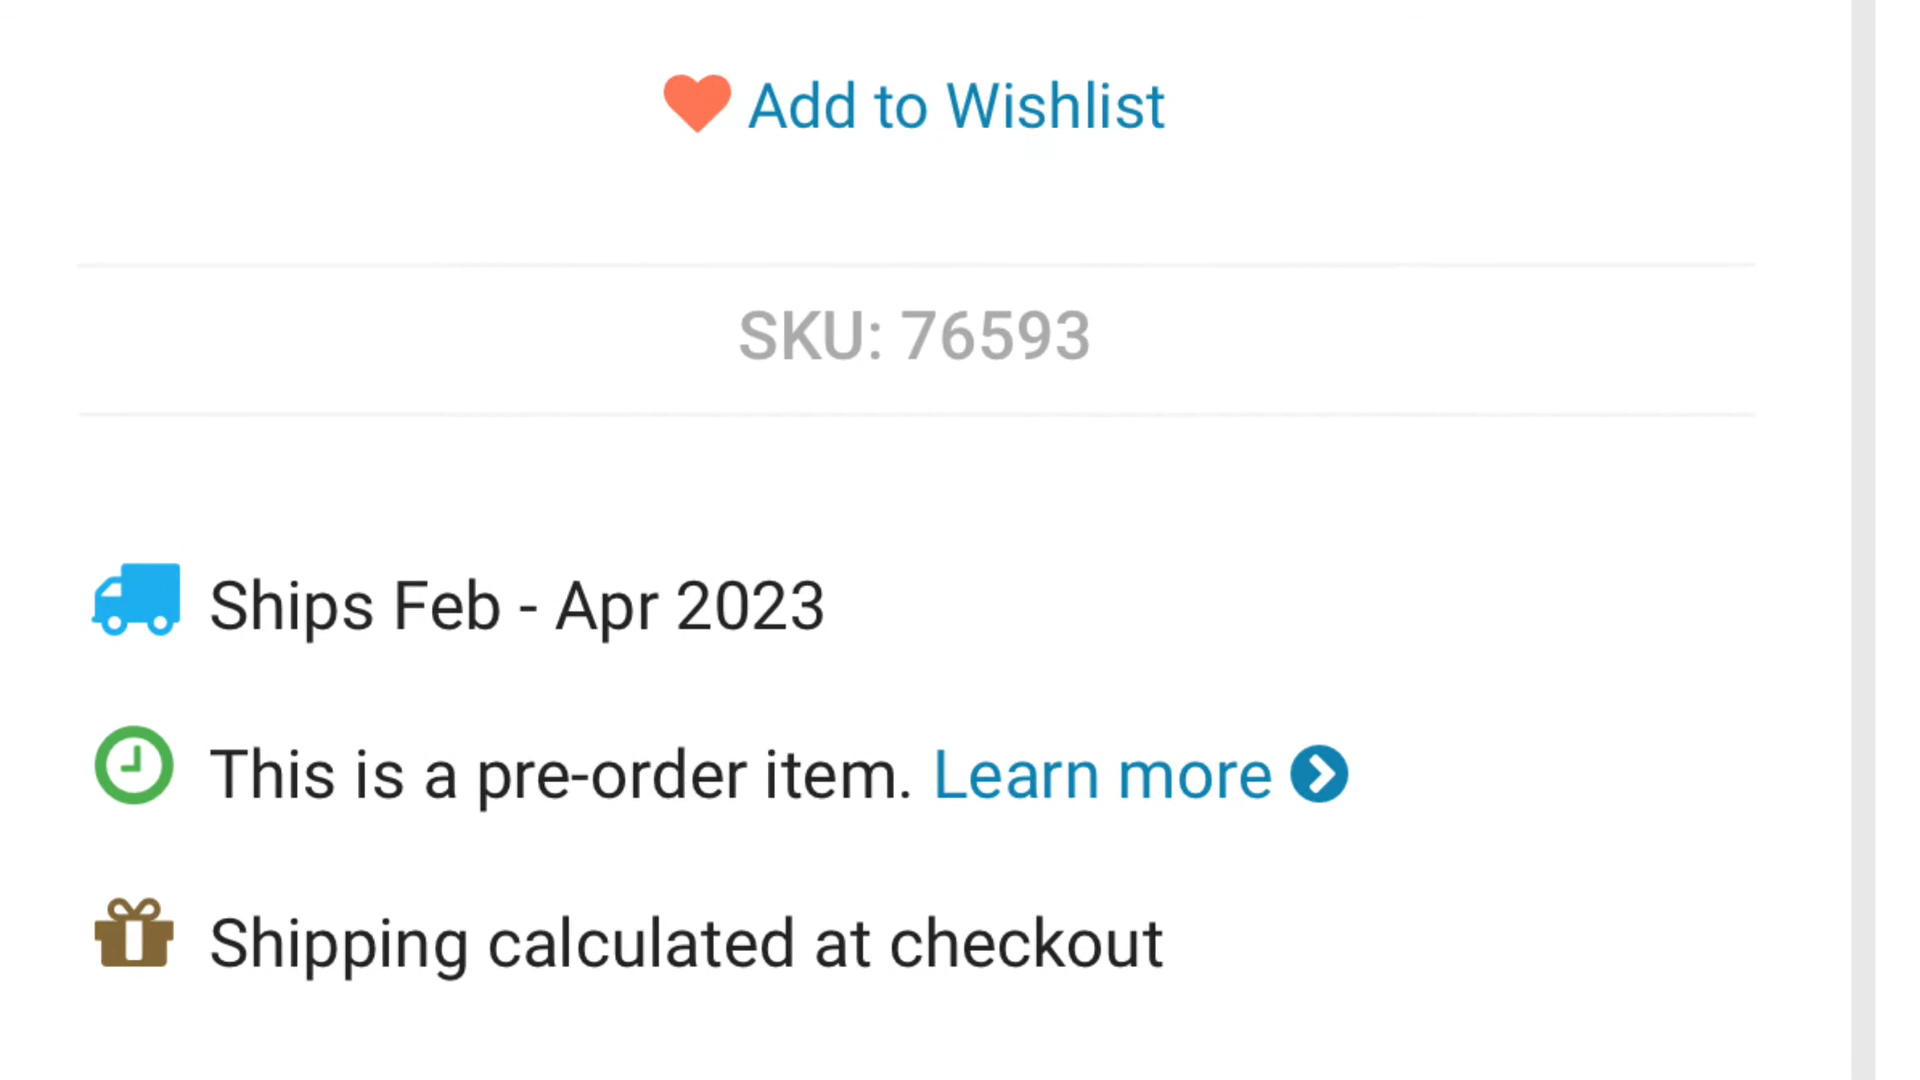 Add to Wishlist
SKU: 76593
Ships Feb - Apr 2023
This is a pre-order item. Learn more
Shipping calculated at checkout